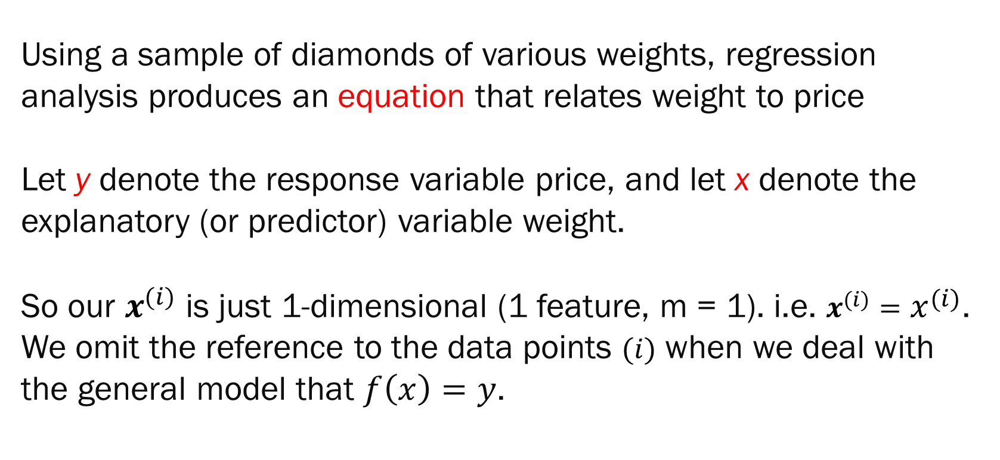 Using a sample of diamonds of various weights, regression
analysis produces an equation that relates weight to price
Let y denote the response variable price, and let x denote the
explanatory (or predictor) variable weight.
So our 𝒙⁽ⁱ⁾ is just 1-dimensional (1 feature, m = 1). i.e. 𝒙⁽ⁱ⁾ = 𝑥⁽ⁱ⁾.
We omit the reference to the data points (𝑖) when we deal with
the general model that 𝑓(𝑥) = 𝑦.